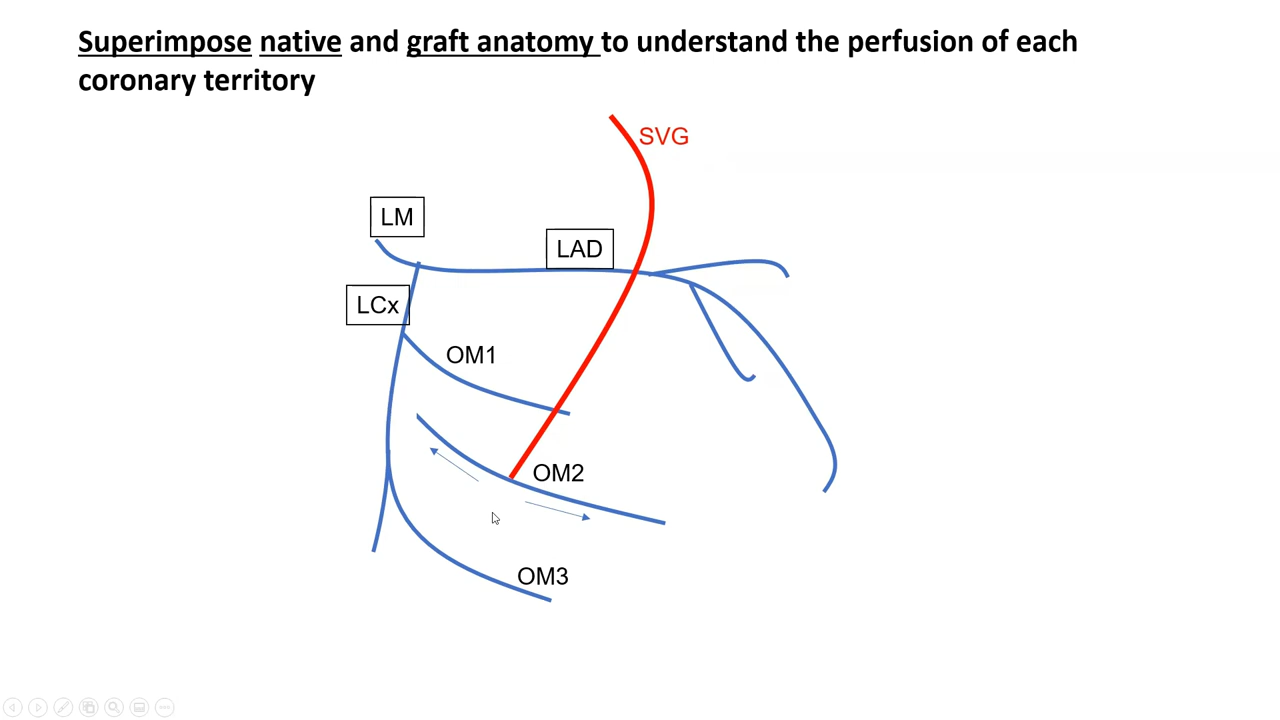 Superimpose native and graft anatomy to understand the perfusion of each
coronary territory
SVG
LM
LAD
LCx
OM1
OM2
OM3